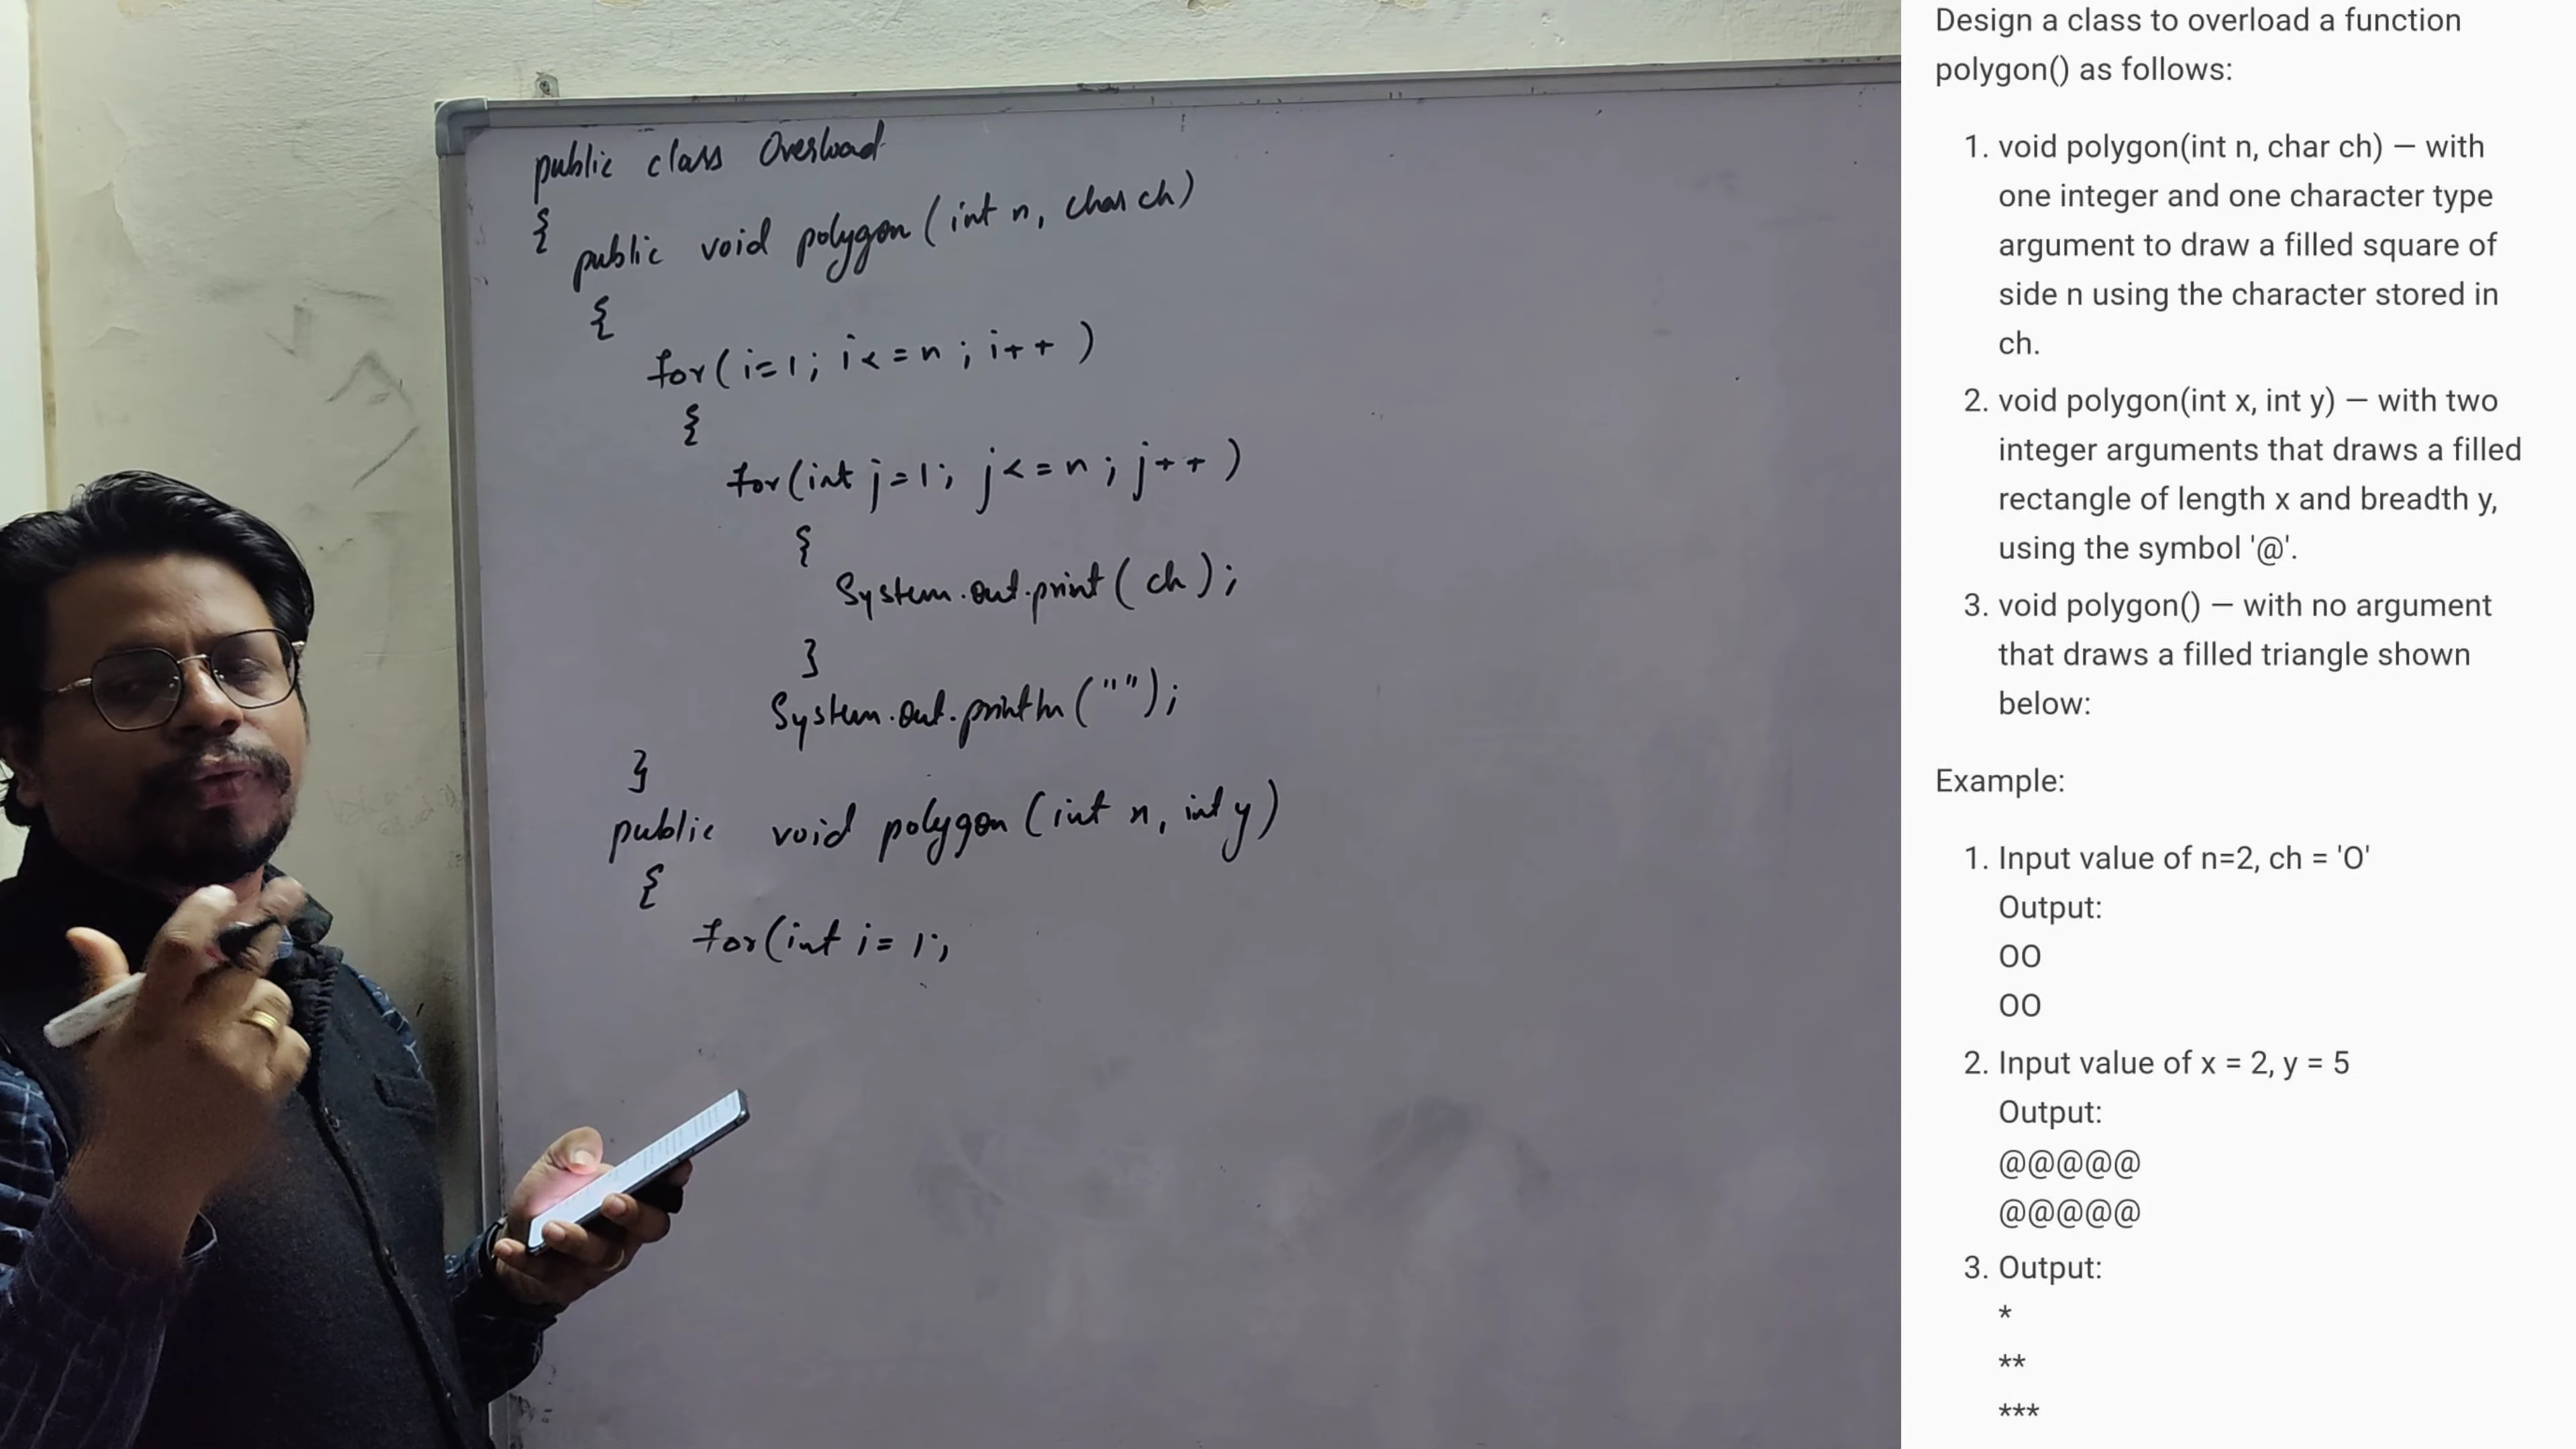 public class Overload
{
public void polygon (int n, char ch)
{
for(i=1; i<=n; i++ )
{
for(int j=1; j<=n; j++ )
{
System.out.print( ch );
}
System.out.println("");
}
public void polygon (int x, int y)
{
for(int i= 1;
Design a class to overload a function
polygon() as follows:
1. void polygon(int n, char ch) — with
one integer and one character type
argument to draw a filled square of
side n using the character stored in
ch.
2. void polygon(int x, int y) — with two
integer arguments that draws a filled
rectangle of length x and breadth y,
using the symbol '@'.
3. void polygon() — with no argument
that draws a filled triangle shown
below:
Example:
1. Input value of n=2, ch = 'O'
Output:
OO
OO
2. Input value of x = 2, y = 5
Output:
@@@@@
@@@@@
3. Output:
*
**
***